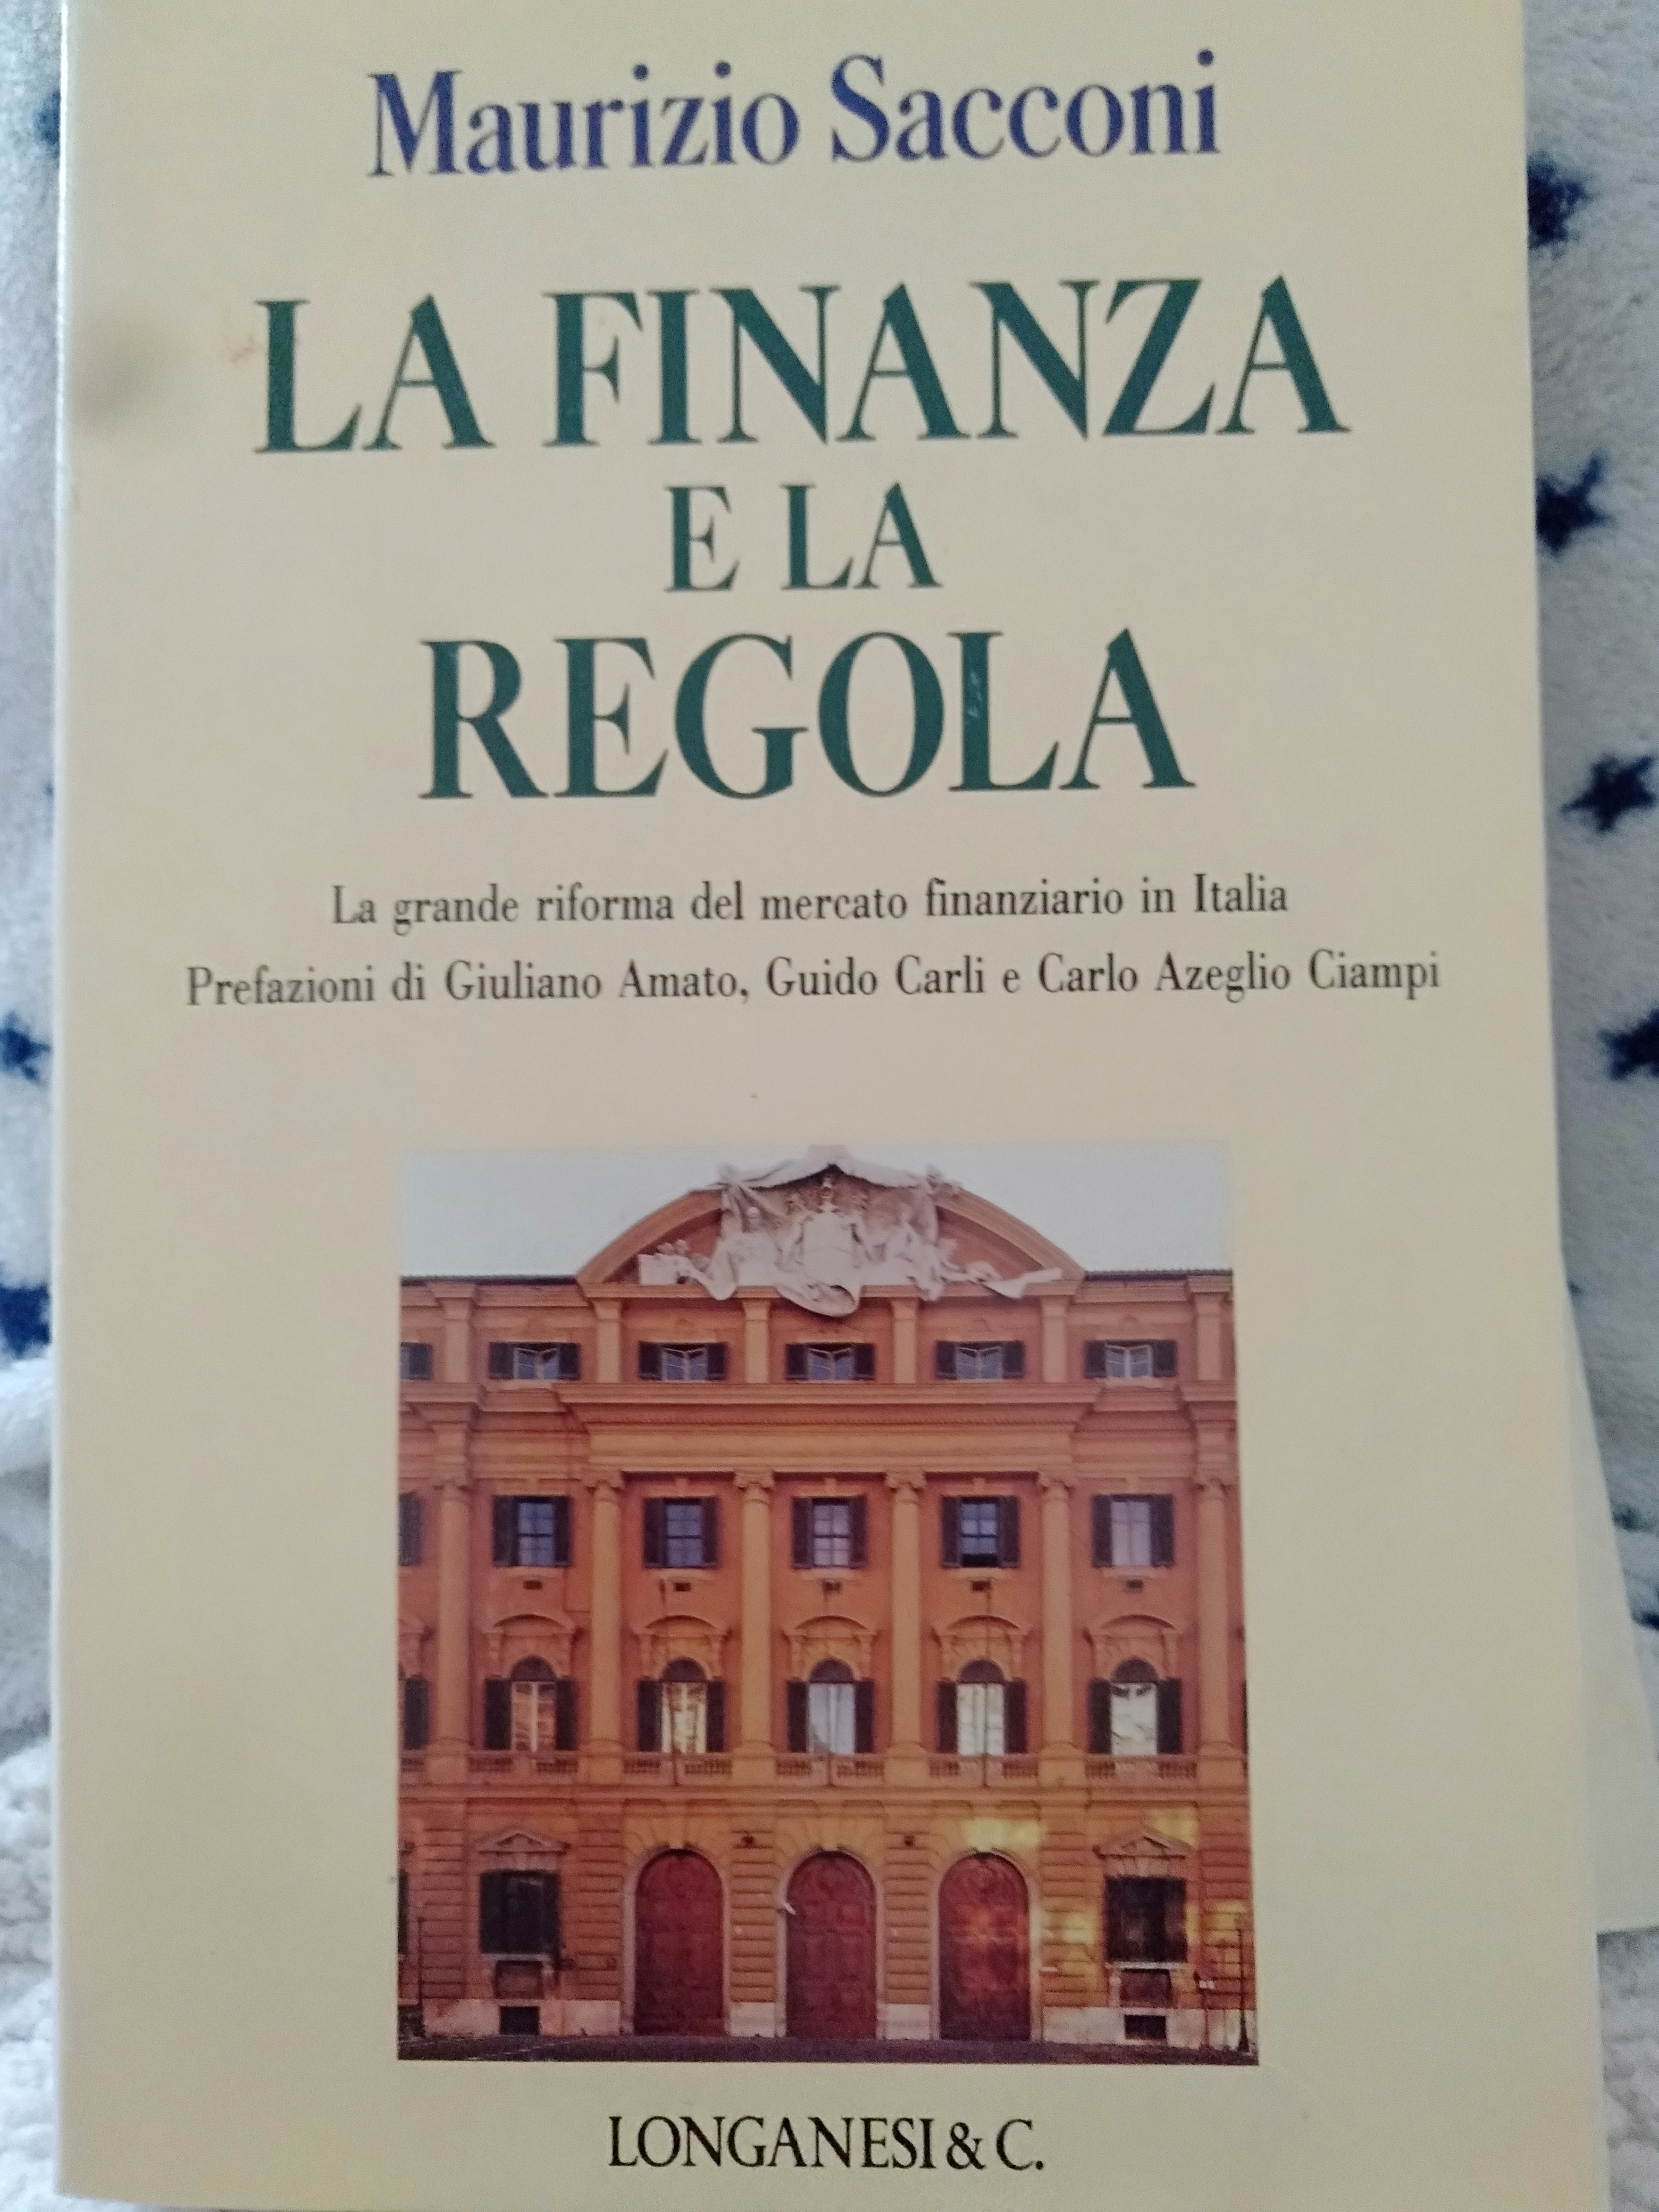 Maurizio Sacconi
LA FINANZA
E LA
REGOLA
La grande riforma del mercato finanziario in Italia
Prefazioni di Giuliano Amato, Guido Carli e Carlo Azeglio Ciampi
LONGANESI & C.